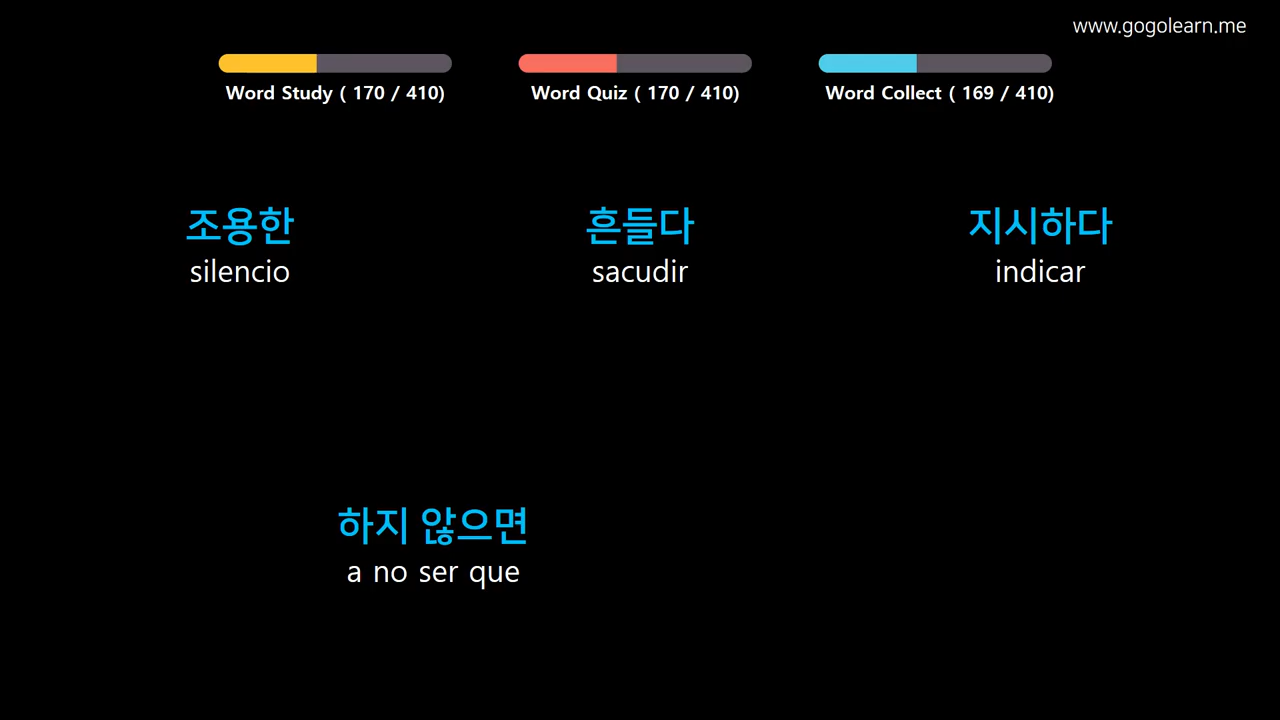 www.gogolearn.me
Word Study ( 170 / 410)
Word Quiz ( 170 / 410)
Word Collect ( 169 / 410)
조용한
silencio
흔들다
sacudir
지시하다
indicar
하지 않으면
a no ser que